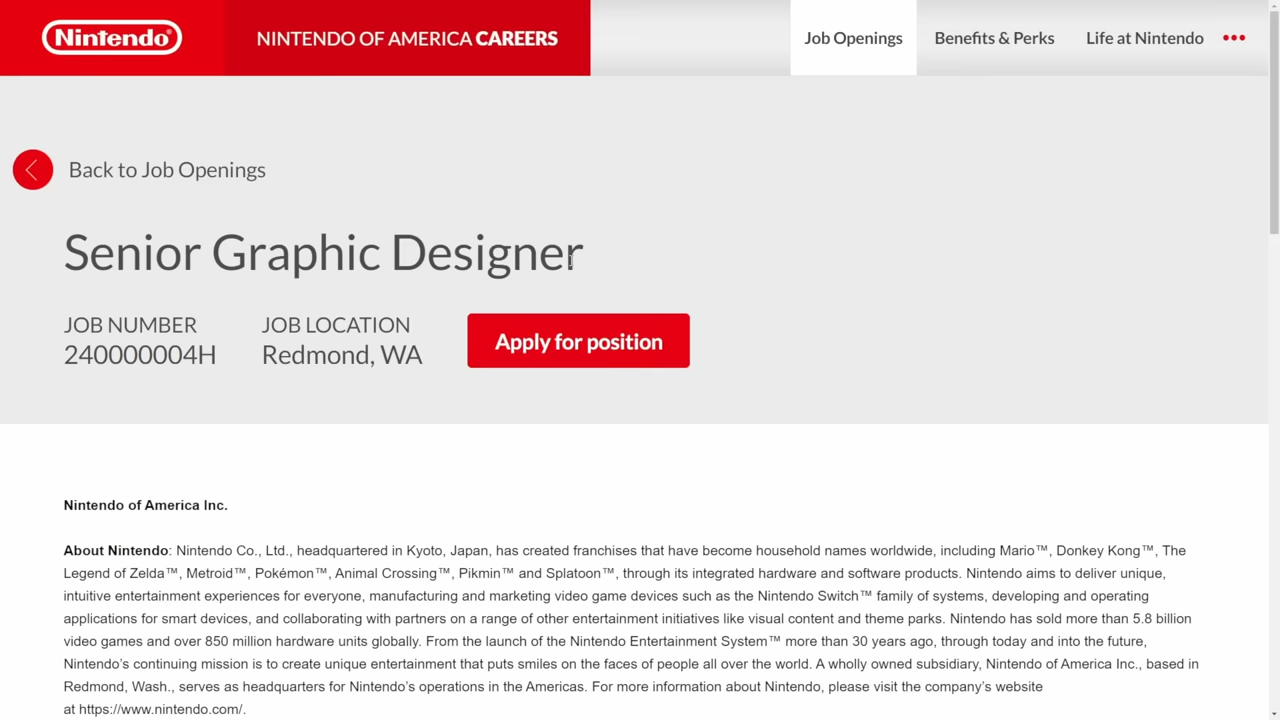 Nintendo®
NINTENDO OF AMERICA CAREERS
Job Openings
Benefits & Perks
Life at Nintendo
Back to Job Openings
Senior Graphic Designer
JOB NUMBER
240000004H
JOB LOCATION
Redmond, WA
Apply for position
Nintendo of America Inc.
About Nintendo: Nintendo Co., Ltd., headquartered in Kyoto, Japan, has created franchises that have become household names worldwide, including Mario™, Donkey Kong™, The
Legend of Zelda™, Metroid™, Pokémon™, Animal Crossing™, Pikmin™ and Splatoon™, through its integrated hardware and software products. Nintendo aims to deliver unique,
intuitive entertainment experiences for everyone, manufacturing and marketing video game devices such as the Nintendo Switch™ family of systems, developing and operating
applications for smart devices, and collaborating with partners on a range of other entertainment initiatives like visual content and theme parks. Nintendo has sold more than 5.8 billion
video games and over 850 million hardware units globally. From the launch of the Nintendo Entertainment System™ more than 30 years ago, through today and into the future,
Nintendo’s continuing mission is to create unique entertainment that puts smiles on the faces of people all over the world. A wholly owned subsidiary, Nintendo of America Inc., based in
Redmond, Wash., serves as headquarters for Nintendo’s operations in the Americas. For more information about Nintendo, please visit the company’s website
at https://www.nintendo.com/.